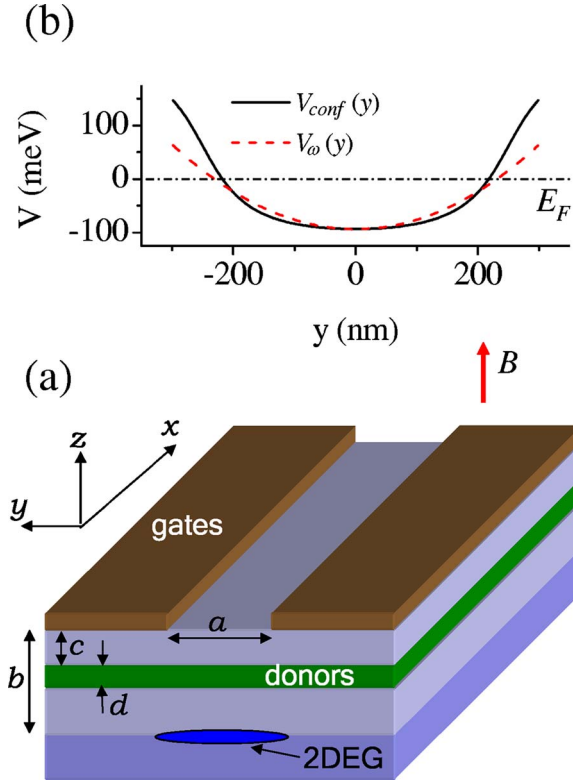 (b)
V_conf (y)
V_ω (y)
V (meV)
100
0
-100
E_F
-200
0
200
y (nm)
(a)
B
z
x
y
gates
a
c
b
d
donors
2DEG